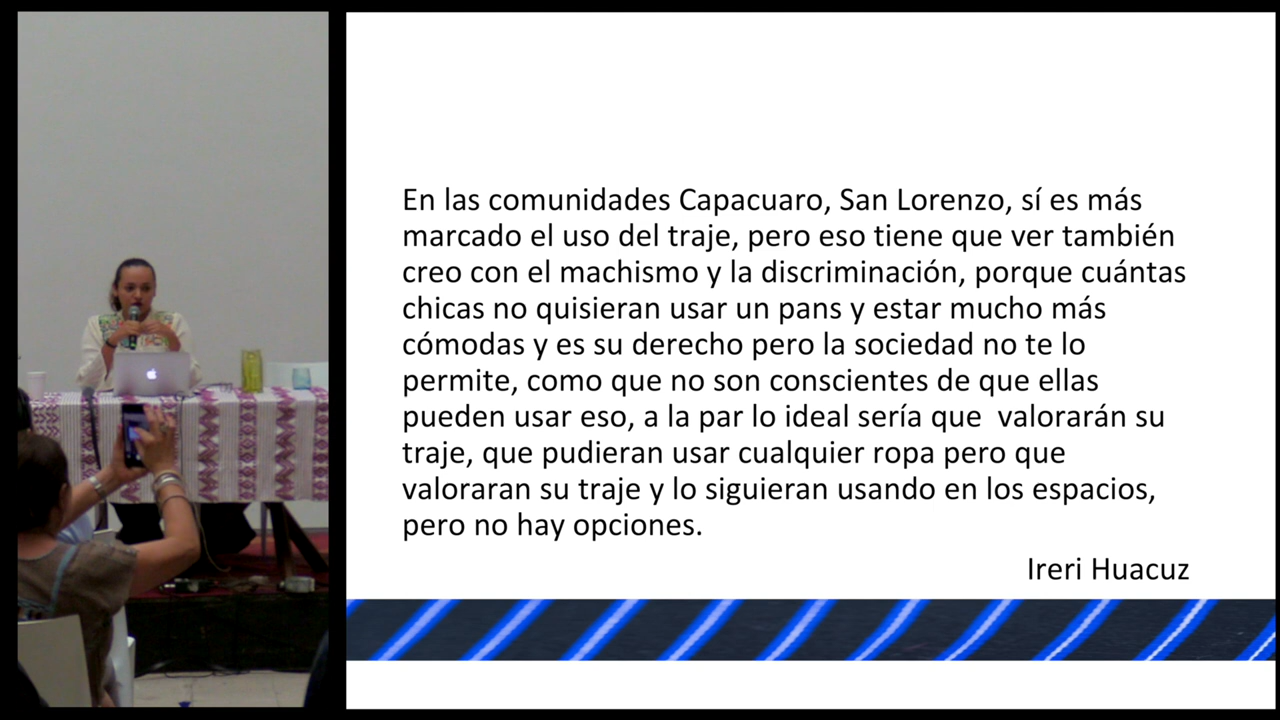 En las comunidades Capacuaro, San Lorenzo, sí es más
marcado el uso del traje, pero eso tiene que ver también
creo con el machismo y la discriminación, porque cuántas
chicas no quisieran usar un pans y estar mucho más
cómodas y es su derecho pero la sociedad no te lo
permite, como que no son conscientes de que ellas
pueden usar eso, a la par lo ideal sería que  valorarán su
traje, que pudieran usar cualquier ropa pero que
valoraran su traje y lo siguieran usando en los espacios,
pero no hay opciones.
Ireri Huacuz